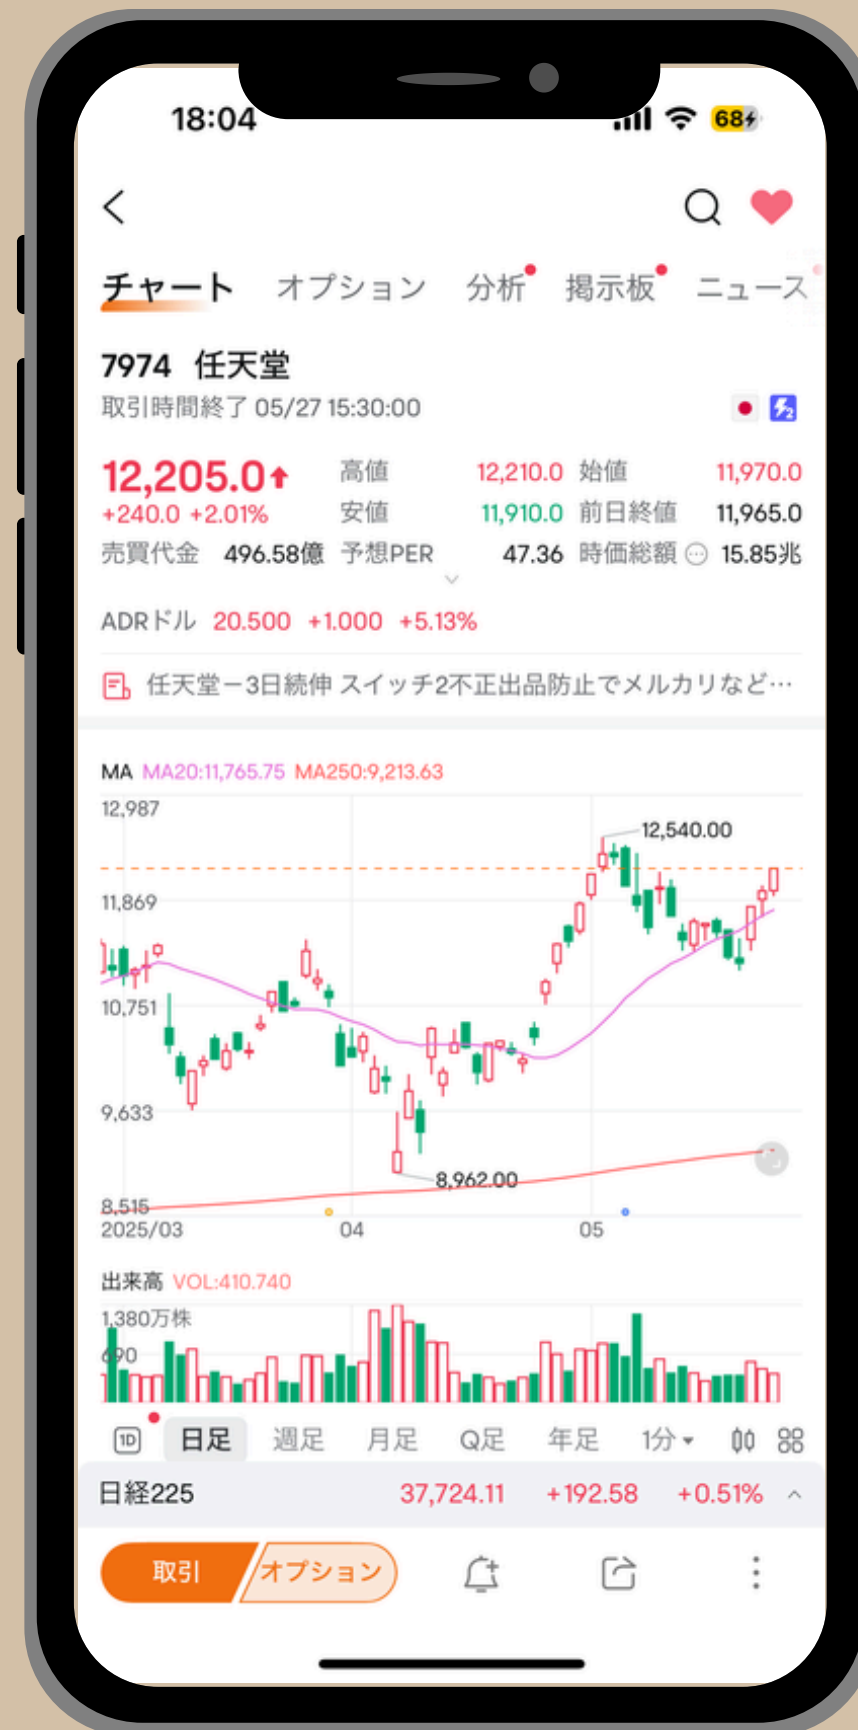 18:04
68
チャート オプション 分析 掲示板 ニュース
7974 任天堂
取引時間終了 05/27 15:30:00
12,205.0 高値 12,210.0 始値 11,970.0
+240.0 +2.01% 安値 11,910.0 前日終値 11,965.0
売買代金 496.58億 予想PER 47.36 時価総額 15.85兆
ADRドル 20.500 +1.000 +5.13%
任天堂ー3日続伸 スイッチ2不正出品防止でメルカリなど…
MA MA20:11,765.75 MA250:9,213.63
12,987
12,540.00
11,869
10,751
9,633
8,962.00
8,515
2025/03 04 05
出来高 VOL:410.740
1,380万株
690
1D 日足 週足 月足 Q足 年足 1分
日経225 37,724.11 +192.58 +0.51%
取引 オプション